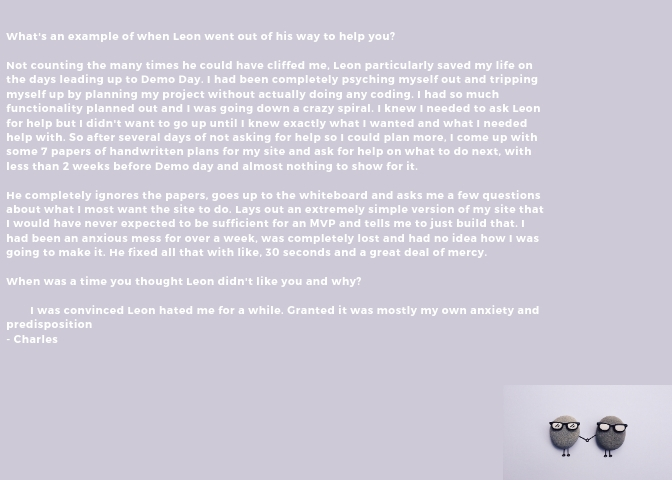 What's an example of when Leon went out of his way to help you?
Not counting the many times he could have cliffed me, Leon particularly saved my life on
the days leading up to Demo Day. I had been completely psyching myself out and tripping
myself up by planning my project without actually doing any coding. I had so much
functionality planned out and I was going down a crazy spiral. I knew I needed to ask Leon
for help but I didn't want to go up until I knew exactly what I wanted and what I needed
help with. So after several days of not asking for help so I could plan more, I come up with
some 7 papers of handwritten plans for my site and ask for help on what to do next, with
less than 2 weeks before Demo day and almost nothing to show for it.
He completely ignores the papers, goes up to the whiteboard and asks me a few questions
about what I most want the site to do. Lays out an extremely simple version of my site that
I would have never expected to be sufficient for an MVP and tells me to just build that. I
had been an anxious mess for over a week, was completely lost and had no idea how I was
going to make it. He fixed all that with like, 30 seconds and a great deal of mercy.
When was a time you thought Leon didn't like you and why?
I was convinced Leon hated me for a while. Granted it was mostly my own anxiety and
predisposition
- Charles